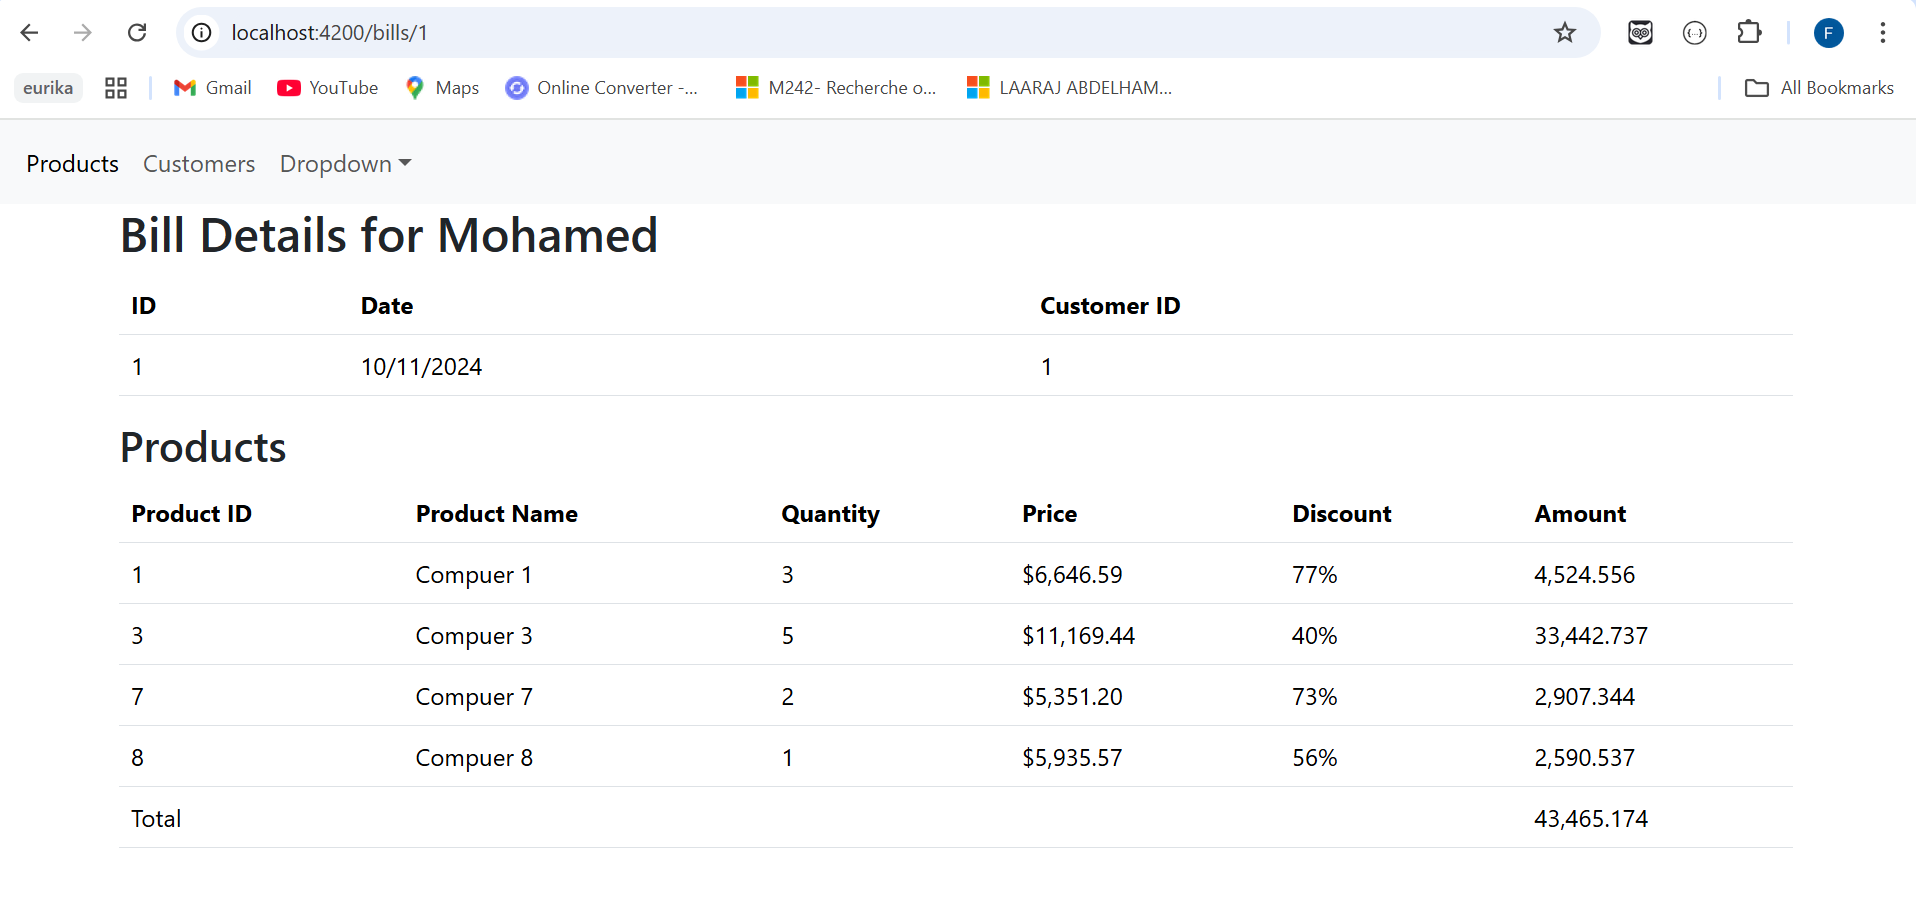 localhost:4200/bills/1
F
eurika Gmail YouTube Maps Online Converter -... M242- Recherche o... LAARAJ ABDELHAM... All Bookmarks
Products Customers Dropdown
Bill Details for Mohamed
ID Date Customer ID
1 10/11/2024 1
Products
Product ID Product Name Quantity Price Discount Amount
1 Compuer 1 3 $6,646.59 77% 4,524.556
3 Compuer 3 5 $11,169.44 40% 33,442.737
7 Compuer 7 2 $5,351.20 73% 2,907.344
8 Compuer 8 1 $5,935.57 56% 2,590.537
Total 43,465.174